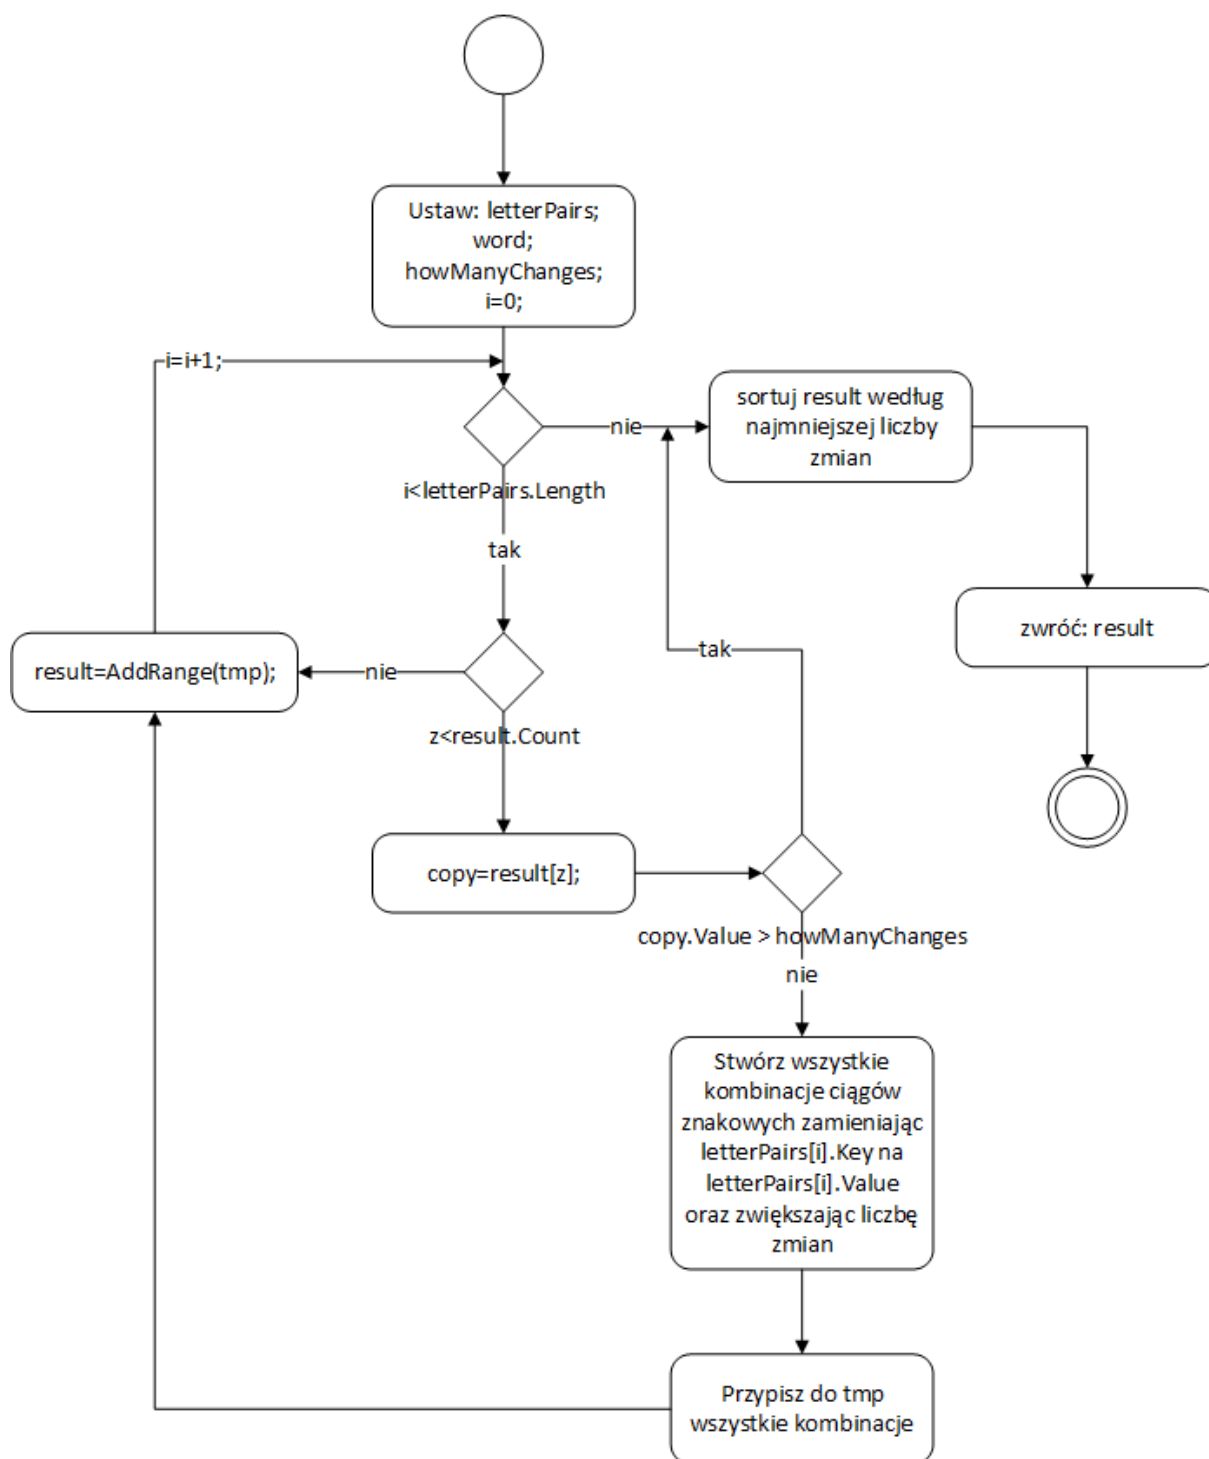 Ustaw: letterPairs;
word;
howManyChanges;
i=0;
i=i+1;
nie
sortuj result według
najmniejszej liczby
zmian
i<letterPairs.Length
tak
zwróć: result
tak
result=AddRange(tmp);
nie
z<result.Count
copy=result[z];
copy.Value > howManyChanges
nie
Stwórz wszystkie
kombinacje ciągów
znakowych zamieniając
letterPairs[i].Key na
letterPairs[i].Value
oraz zwiększając liczbę
zmian
Przypisz do tmp
wszystkie kombinacje